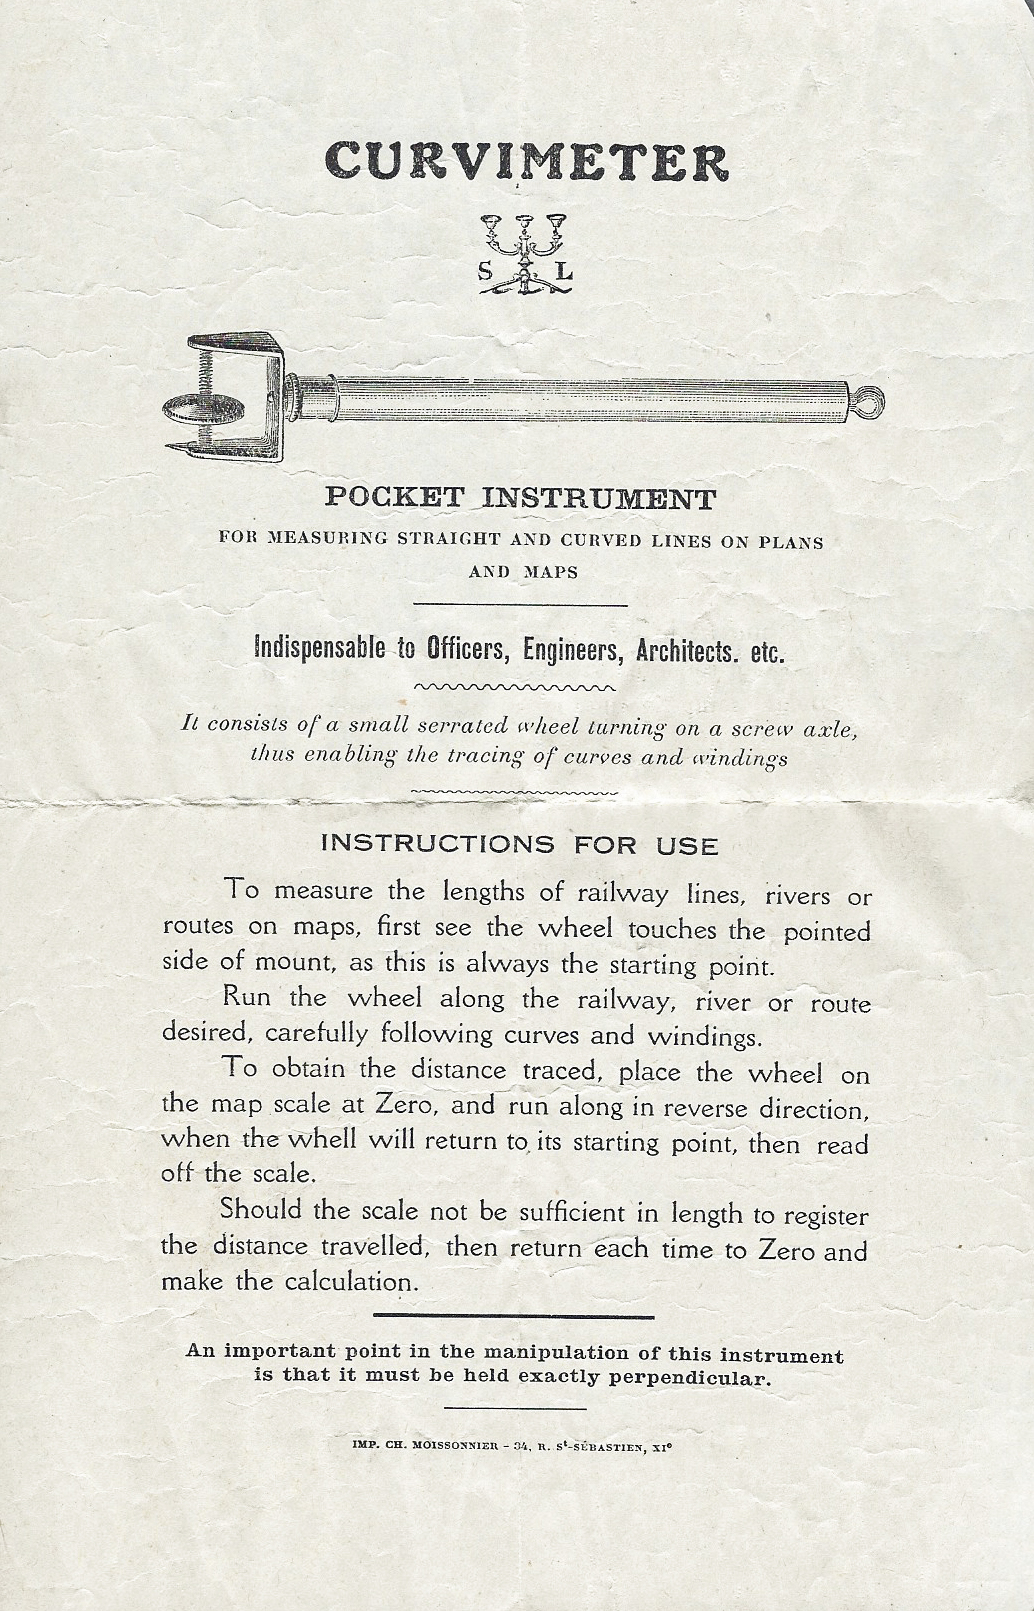 CURVIMETER
S L
POCKET INSTRUMENT
FOR MEASURING STRAIGHT AND CURVED LINES ON PLANS
AND MAPS
Indispensable to Officers, Engineers, Architects. etc.
It consists of a small serrated wheel turning on a screw axle,
thus enabling the tracing of curves and windings
INSTRUCTIONS FOR USE
To measure the lengths of railway lines, rivers or
routes on maps, first see the wheel touches the pointed
side of mount, as this is always the starting point.
Run the wheel along the railway, river or route
desired, carefully following curves and windings.
To obtain the distance traced, place the wheel on
the map scale at Zero, and run along in reverse direction,
when the whell will return to its starting point, then read
off the scale.
Should the scale not be sufficient in length to register
the distance travelled, then return each time to Zero and
make the calculation.
An important point in the manipulation of this instrument
is that it must be held exactly perpendicular.
IMP. CH. MOISSONNIER - 34, R. St-SÉBASTIEN, XIe